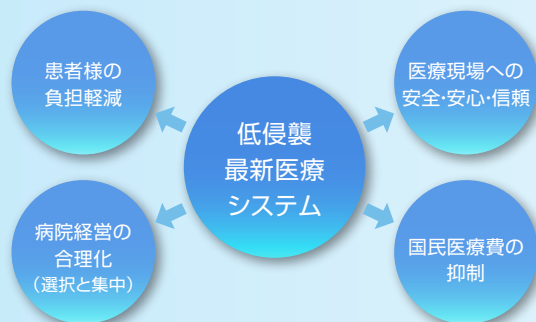 患者様の
負担軽減
医療現場への
安全・安心・信頼
低侵襲
最新医療
システム
病院経営の
合理化
（選択と集中）
国民医療費の
抑制